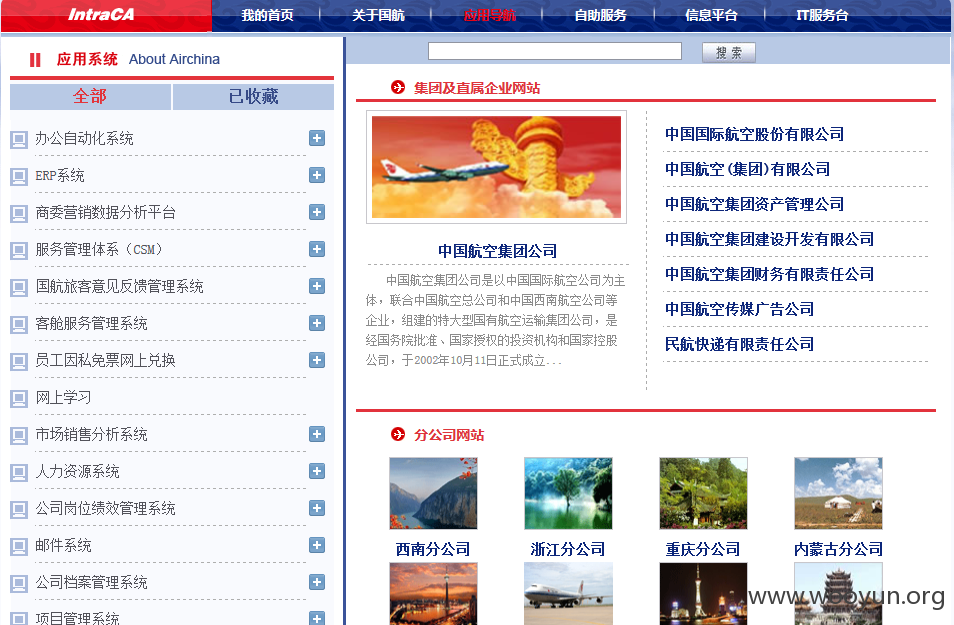 IntraCA
我的首页
关于国航
应用导航
自助服务
信息平台
IT服务台
应用系统 About Airchina
全部
已收藏
办公自动化系统
ERP系统
商委营销数据分析平台
服务管理体系（CSM）
国航旅客意见反馈管理系统
客舱服务管理系统
员工因私免票网上兑换
网上学习
市场销售分析系统
人力资源系统
公司岗位绩效管理系统
邮件系统
公司档案管理系统
项目管理系统
搜 索
集团及直属企业网站
中国航空集团公司
中国航空集团公司是以中国国际航空公司为主
体，联合中国航空总公司和中国西南航空公司等
企业，组建的特大型国有航空运输集团公司，是
经国务院批准、国家授权的投资机构和国家控股
公司，于2002年10月11日正式成立...
中国国际航空股份有限公司
中国航空(集团)有限公司
中国航空集团资产管理公司
中国航空集团建设开发有限公司
中国航空集团财务有限责任公司
中国航空传媒广告公司
民航快递有限责任公司
分公司网站
西南分公司
浙江分公司
重庆分公司
内蒙古分公司
www.wooyun.org